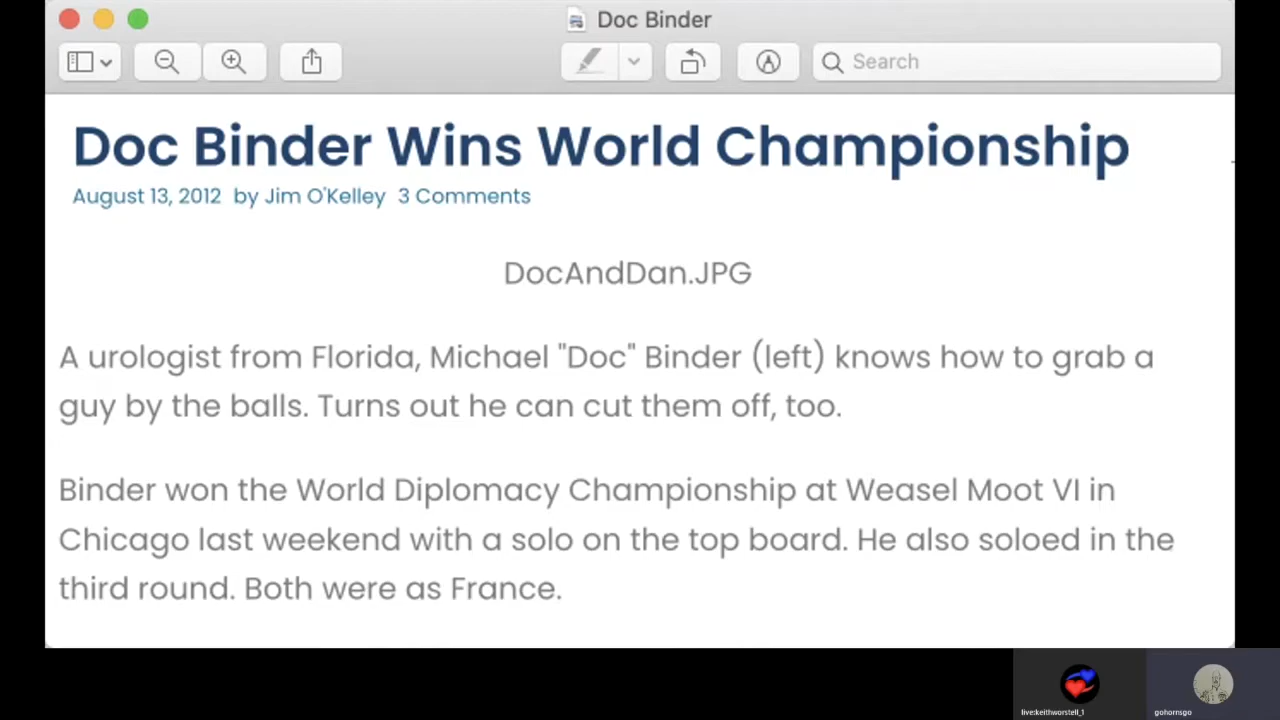 Doc Binder
Search
Doc Binder Wins World Championship
August 13, 2012 by Jim O'Kelley 3 Comments
DocAndDan.JPG
A urologist from Florida, Michael "Doc" Binder (left) knows how to grab a
guy by the balls. Turns out he can cut them off, too.
Binder won the World Diplomacy Championship at Weasel Moot VI in
Chicago last weekend with a solo on the top board. He also soloed in the
third round. Both were as France.
live:keithworstell_1
gohornsgo